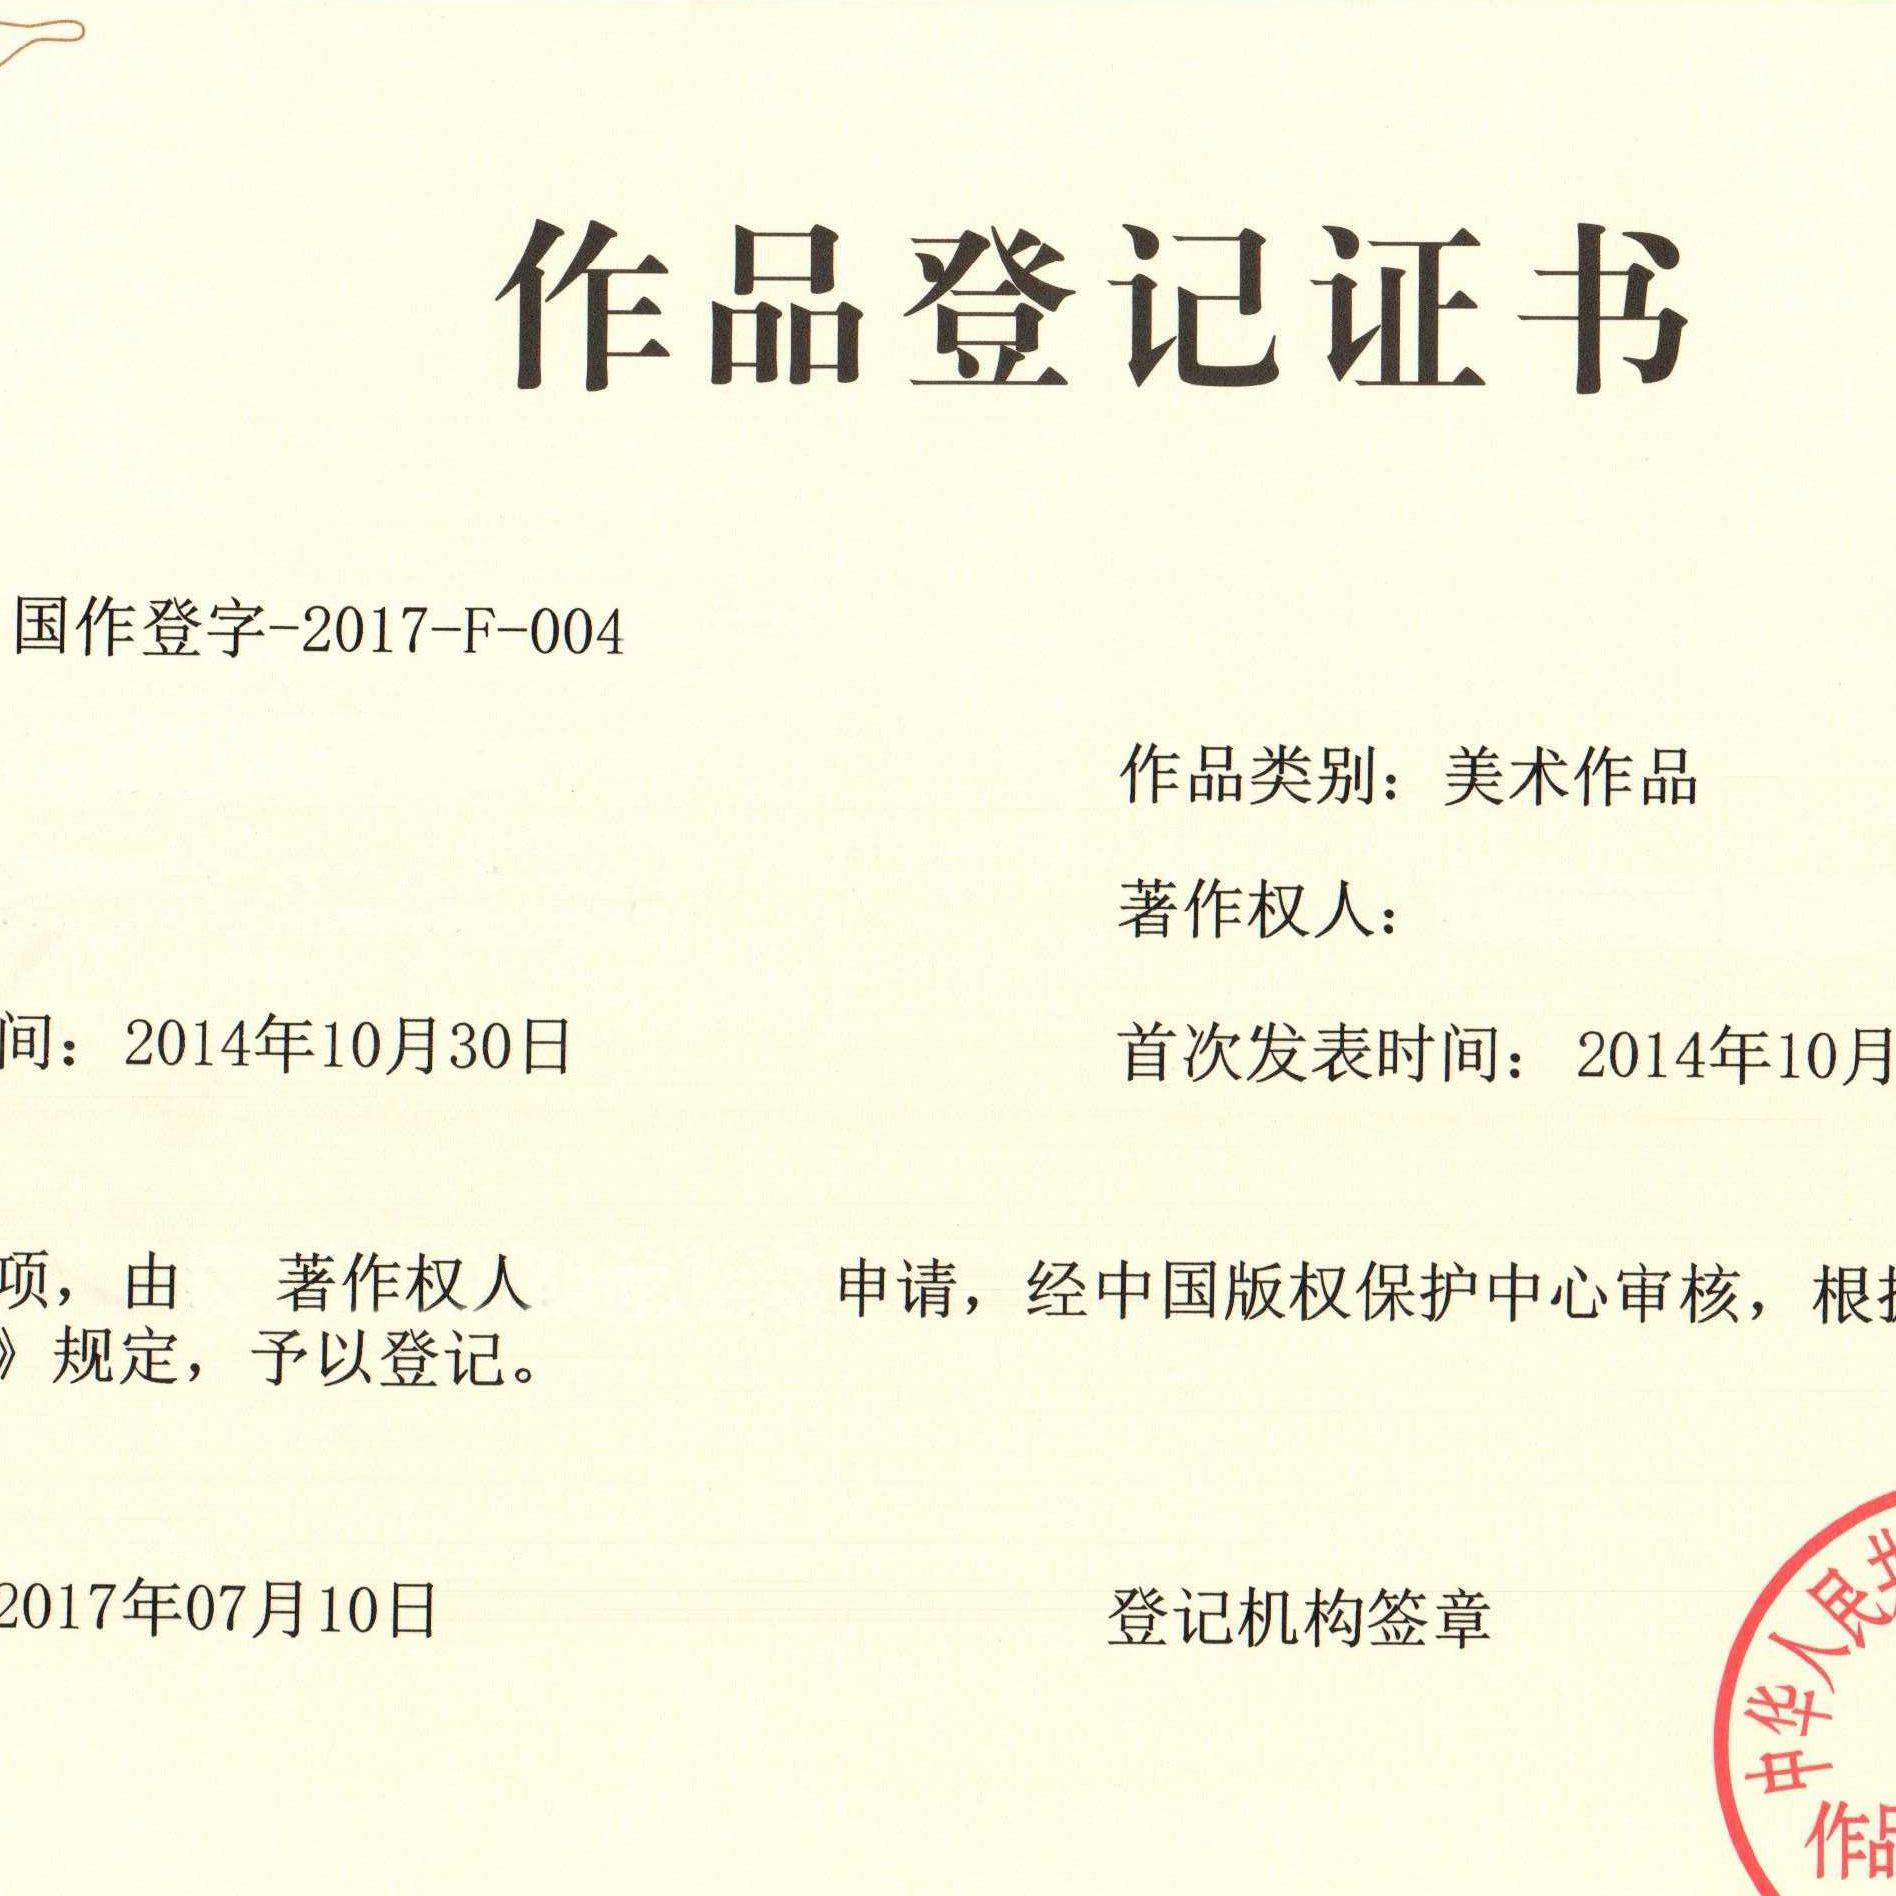 作品登记证书
国作登字-2017-F-004
作品类别：美术作品
著作权人：
间：2014年10月30日 首次发表时间：2014年10月
项，由 著作权人 申请，经中国版权保护中心审核，根据
》规定，予以登记。
2017年07月10日 登记机构签章
中华人民共
作品